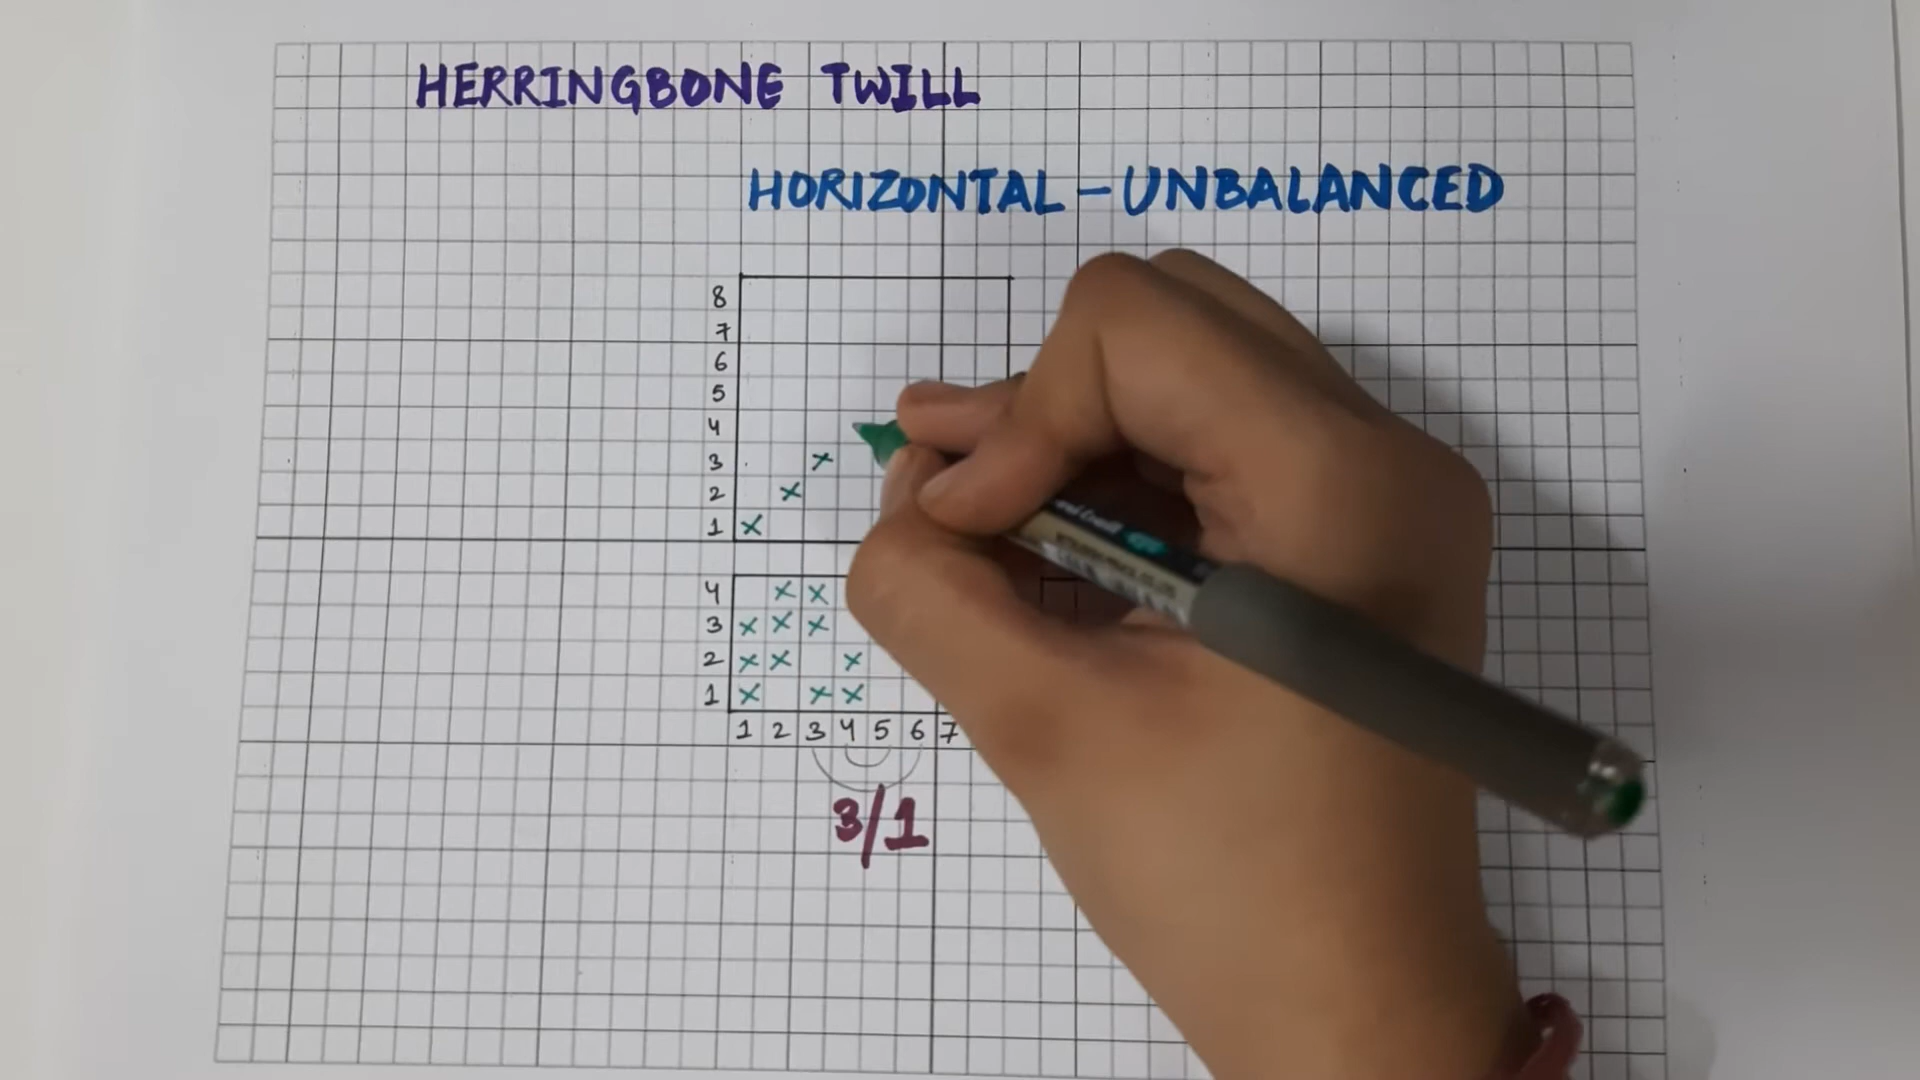 HERRINGBONE TWILL
HORIZONTAL - UNBALANCED
8
7
6
5
4
3 x
2 x
1 x
4 x x
3 x x x
2 x x x
1 x x x
1 2 3 4 5 6 7
3/1